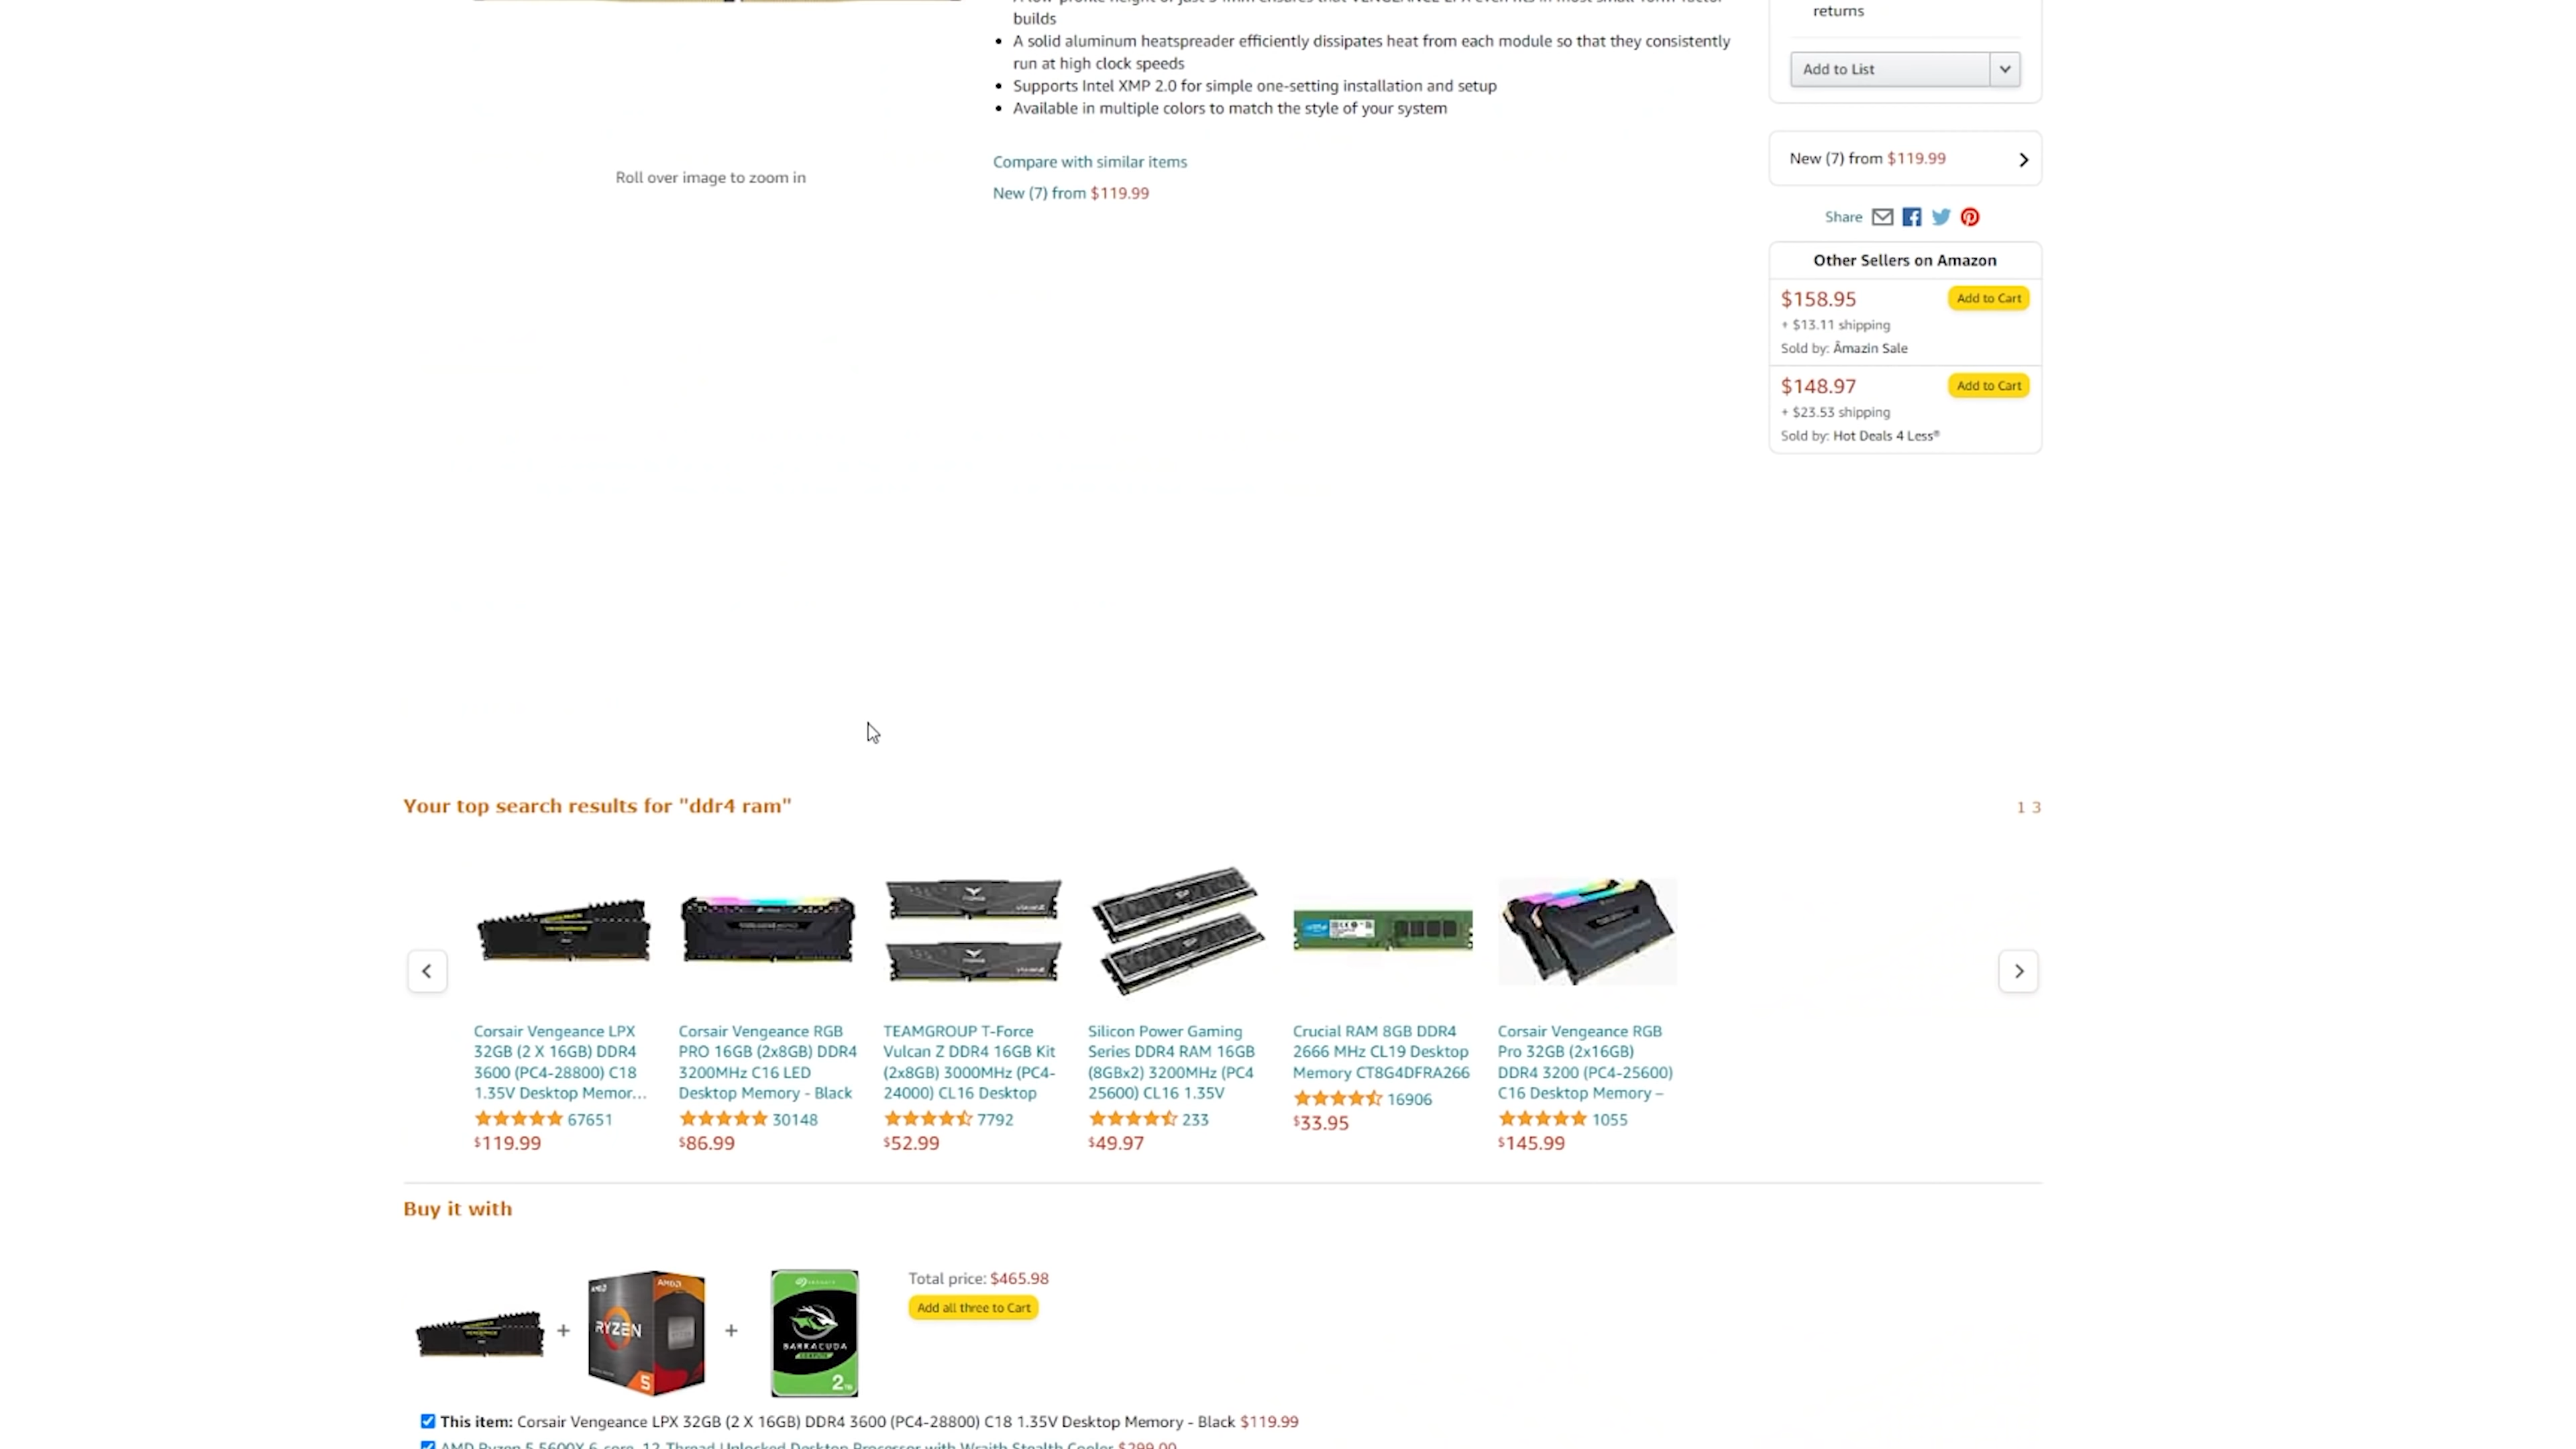 builds
A solid aluminum heatspreader efficiently dissipates heat from each module so that they consistently
run at high clock speeds
Supports Intel XMP 2.0 for simple one-setting installation and setup
Available in multiple colors to match the style of your system
Roll over image to zoom in
Compare with similar items
New (7) from $119.99
returns
Add to List
New (7) from $119.99
Share
Other Sellers on Amazon
$158.95
Add to Cart
+ $13.11 shipping
Sold by: Âmazin Sale
$148.97
Add to Cart
+ $23.53 shipping
Sold by: Hot Deals 4 Less®
Your top search results for "ddr4 ram"
1 3
Corsair Vengeance LPX
32GB (2 X 16GB) DDR4
3600 (PC4-28800) C18
1.35V Desktop Memor...
67651
$119.99
Corsair Vengeance RGB
PRO 16GB (2x8GB) DDR4
3200MHz C16 LED
Desktop Memory - Black
30148
$86.99
TEAMGROUP T-Force
Vulcan Z DDR4 16GB Kit
(2x8GB) 3000MHz (PC4-
24000) CL16 Desktop
7792
$52.99
Silicon Power Gaming
Series DDR4 RAM 16GB
(8GBx2) 3200MHz (PC4
25600) CL16 1.35V
233
$49.97
Crucial RAM 8GB DDR4
2666 MHz CL19 Desktop
Memory CT8G4DFRA266
16906
$33.95
Corsair Vengeance RGB
Pro 32GB (2x16GB)
DDR4 3200 (PC4-25600)
C16 Desktop Memory –
1055
$145.99
Buy it with
AMD
AMD
RYZEN
5
BARRACUDA
2TB
Total price: $465.98
Add all three to Cart
This item: Corsair Vengeance LPX 32GB (2 X 16GB) DDR4 3600 (PC4-28800) C18 1.35V Desktop Memory - Black $119.99
AMD Ryzen 5 5600X 6-core, 12-Thread Unlocked Desktop Processor with Wraith Stealth Cooler $299.00